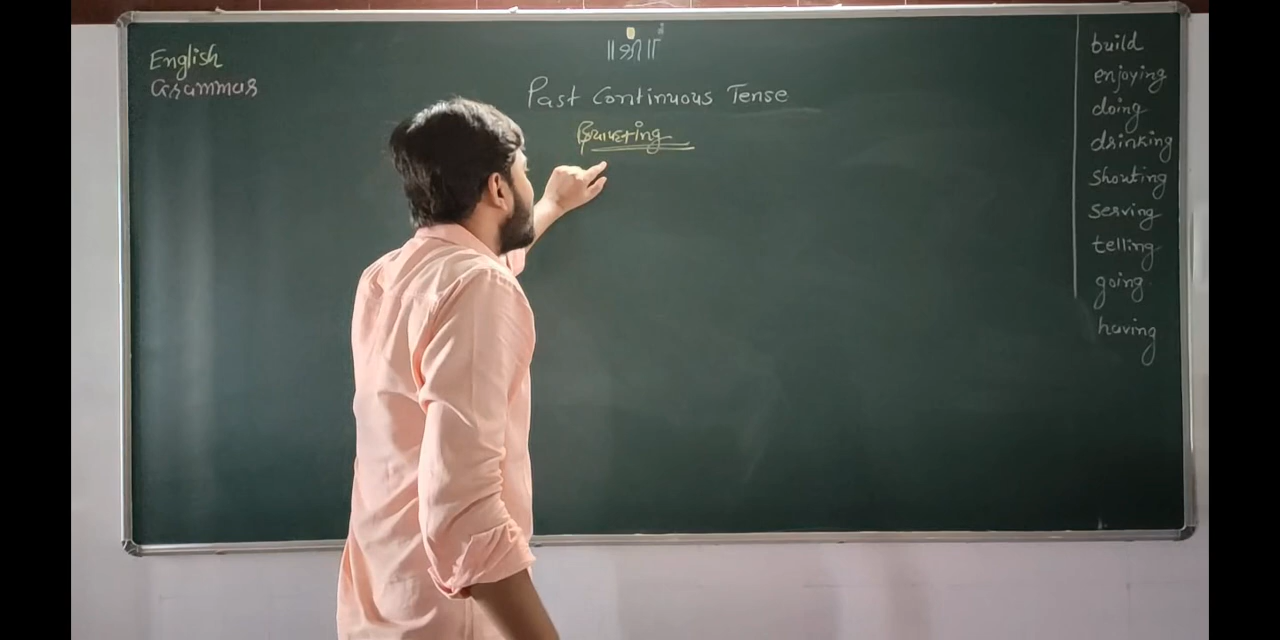 English
Grammar
॥ श्री ॥
Past Continuous Tense
build
enjoying
doing
drinking
shouting
serving
telling
going
having